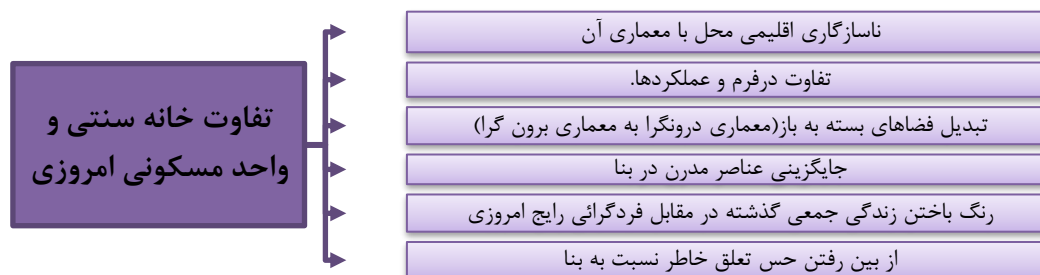 تفاوت خانه سنتی و
واحد مسکونی امروزی
ناسازگاری اقلیمی محل با معماری آن
تفاوت درفرم و عملکردها.
تبدیل فضاهای بسته به باز(معماری درونگرا به معماری برون گرا)
جایگزینی عناصر مدرن در بنا
رنگ باختن زندگی جمعی گذشته در مقابل فردگرائی رایج امروزی
از بین رفتن حس تعلق خاطر نسبت به بنا